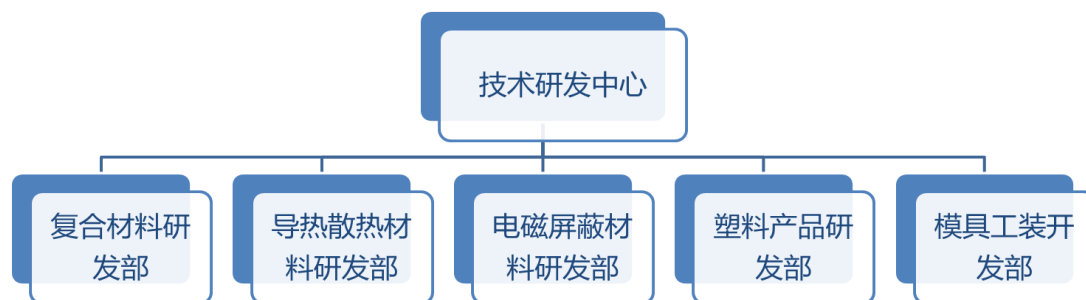 技术研发中心
复合材料研
发部
导热散热材
料研发部
电磁屏蔽材
料研发部
塑料产品研
发部
模具工装开
发部